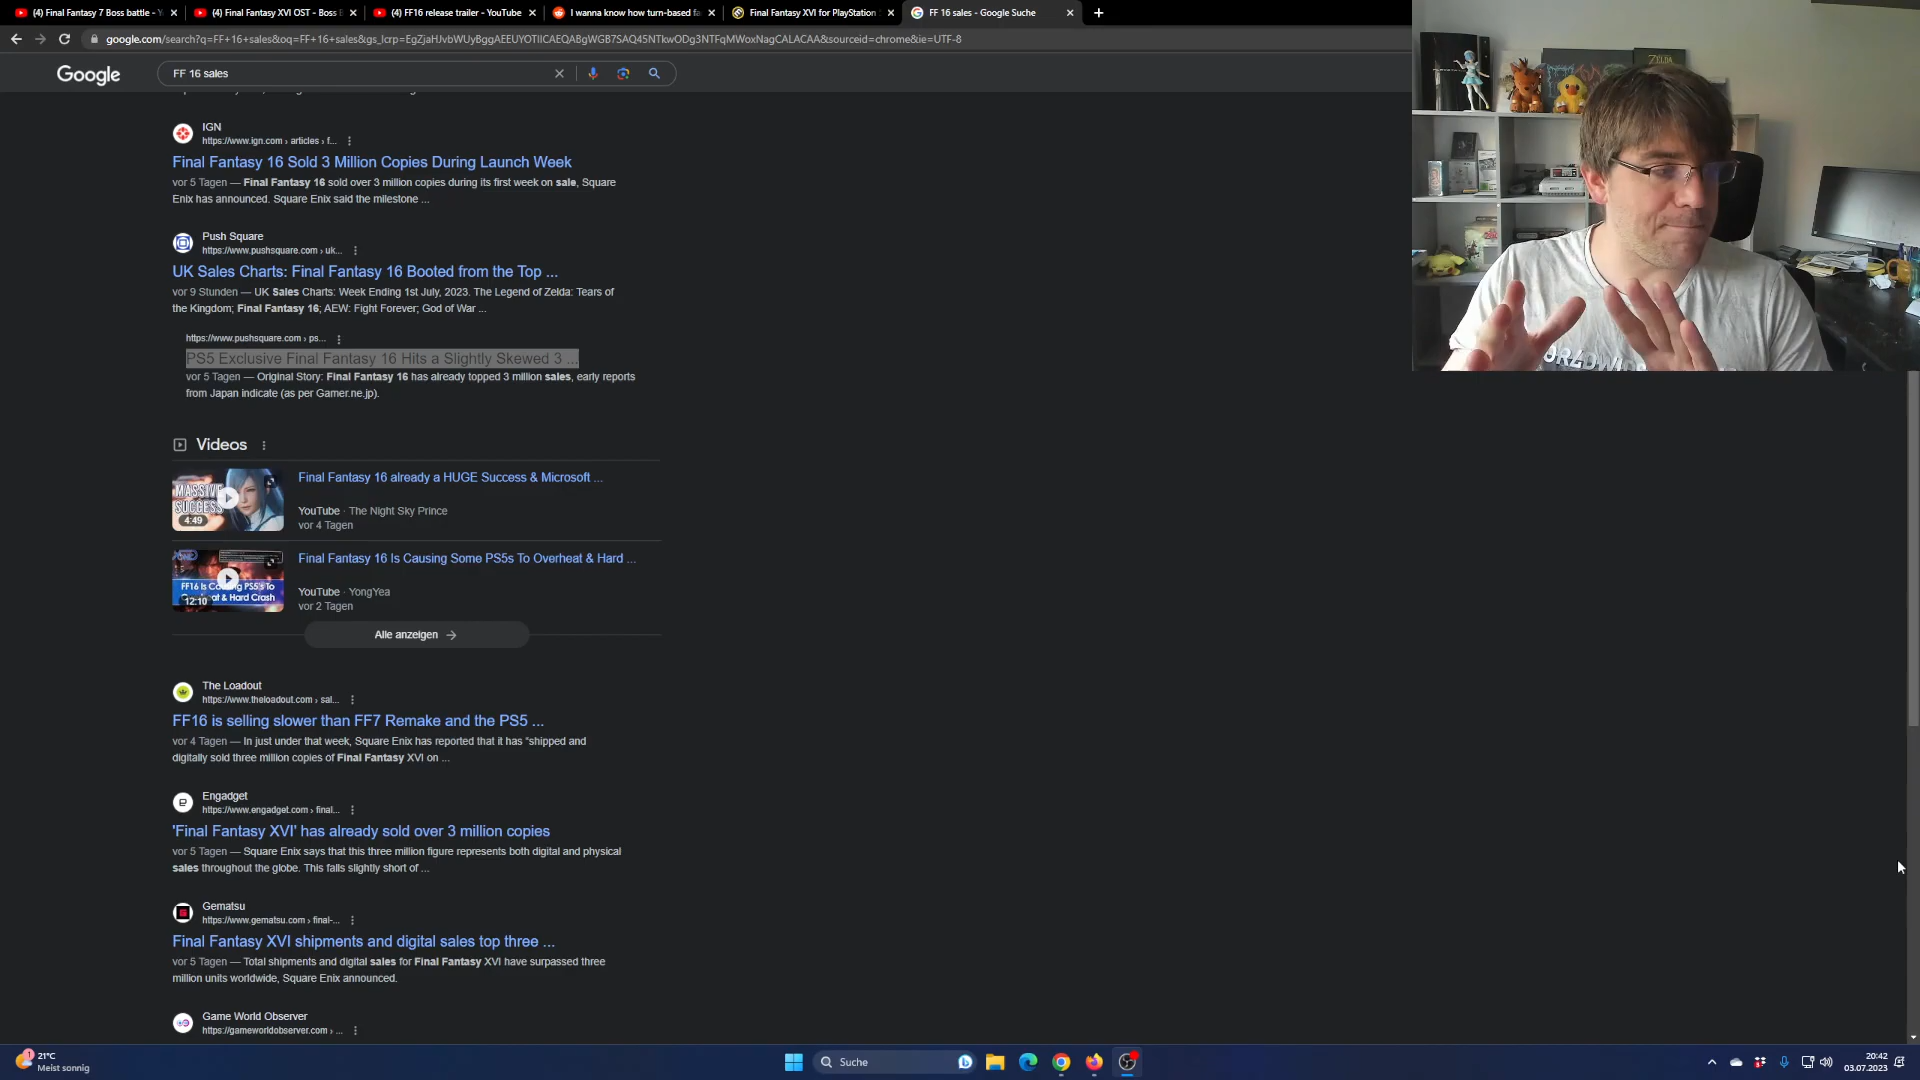 (4) Final Fantasy 7 Boss battle - Y
(4) Final Fantasy XVI OST - Boss B
(4) FF16 release trailer - YouTube
I wanna know how turn-based fa
Final Fantasy XVI for PlayStation
FF 16 sales - Google Suche
Google
FF 16 sales
IGN
https://www.ign.com › articles › f...
Final Fantasy 16 Sold 3 Million Copies During Launch Week
vor 5 Tagen — Final Fantasy 16 sold over 3 million copies during its first week on sale, Square
Enix has announced. Square Enix said the milestone ...
Push Square
https://www.pushsquare.com › uk...
UK Sales Charts: Final Fantasy 16 Booted from the Top ...
vor 9 Stunden — UK Sales Charts: Week Ending 1st July, 2023. The Legend of Zelda: Tears of
the Kingdom; Final Fantasy 16; AEW: Fight Forever; God of War ...
https://www.pushsquare.com › ps...
PS5 Exclusive Final Fantasy 16 Hits a Slightly Skewed 3 ...
vor 5 Tagen — Original Story: Final Fantasy 16 has already topped 3 million sales, early reports
from Japan indicate (as per Gamer.ne.jp).
Videos
MASSIVE
SUCCESS
4:49
Final Fantasy 16 already a HUGE Success & Microsoft ...
YouTube · The Night Sky Prince
vor 4 Tagen
12:10
Final Fantasy 16 Is Causing Some PS5s To Overheat & Hard ...
YouTube · YongYea
vor 2 Tagen
Alle anzeigen →
The Loadout
https://www.theloadout.com › sal...
FF16 is selling slower than FF7 Remake and the PS5 ...
vor 4 Tagen — In just under that week, Square Enix has reported that it has "shipped and
digitally sold three million copies of Final Fantasy XVI on ...
Engadget
https://www.engadget.com › final...
'Final Fantasy XVI' has already sold over 3 million copies
vor 5 Tagen — Square Enix says that this three million figure represents both digital and physical
sales throughout the globe. This falls slightly short of ...
Gematsu
https://www.gematsu.com › final-...
Final Fantasy XVI shipments and digital sales top three ...
vor 5 Tagen — Total shipments and digital sales for Final Fantasy XVI have surpassed three
million units worldwide, Square Enix announced.
Game World Observer
https://gameworldobserver.com › ...
ZELDA
1
21°C
Meist sonnig
Suche
20:42
03.07.2023